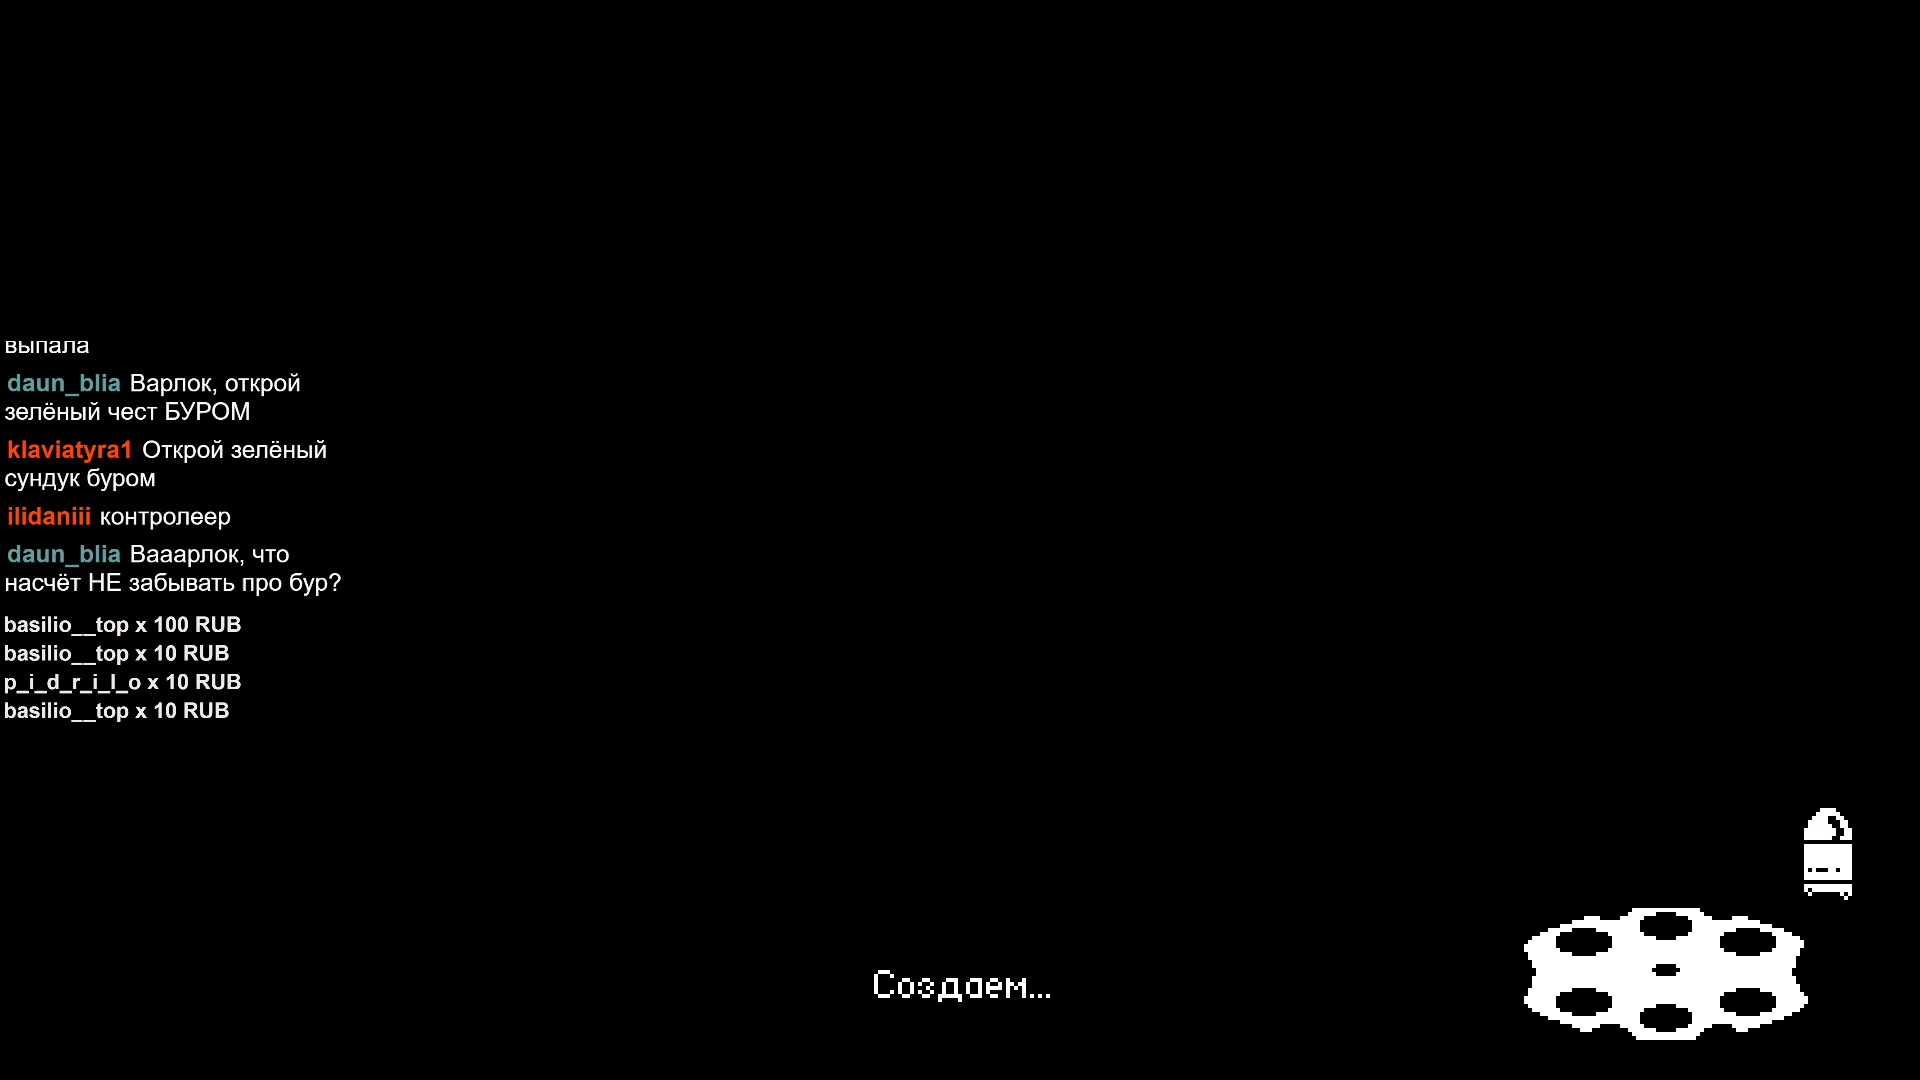 выпала
daun_blia Варлок, открой
зелёный чест БУРОМ
klaviatyra1 Открой зелёный
сундук буром
ilidaniii контролеер
daun_blia Вааарлок, что
насчёт НЕ забывать про бур?
basilio__top x 100 RUB
basilio__top x 10 RUB
p_i_d_r_i_l_o x 10 RUB
basilio__top x 10 RUB
Создаем...